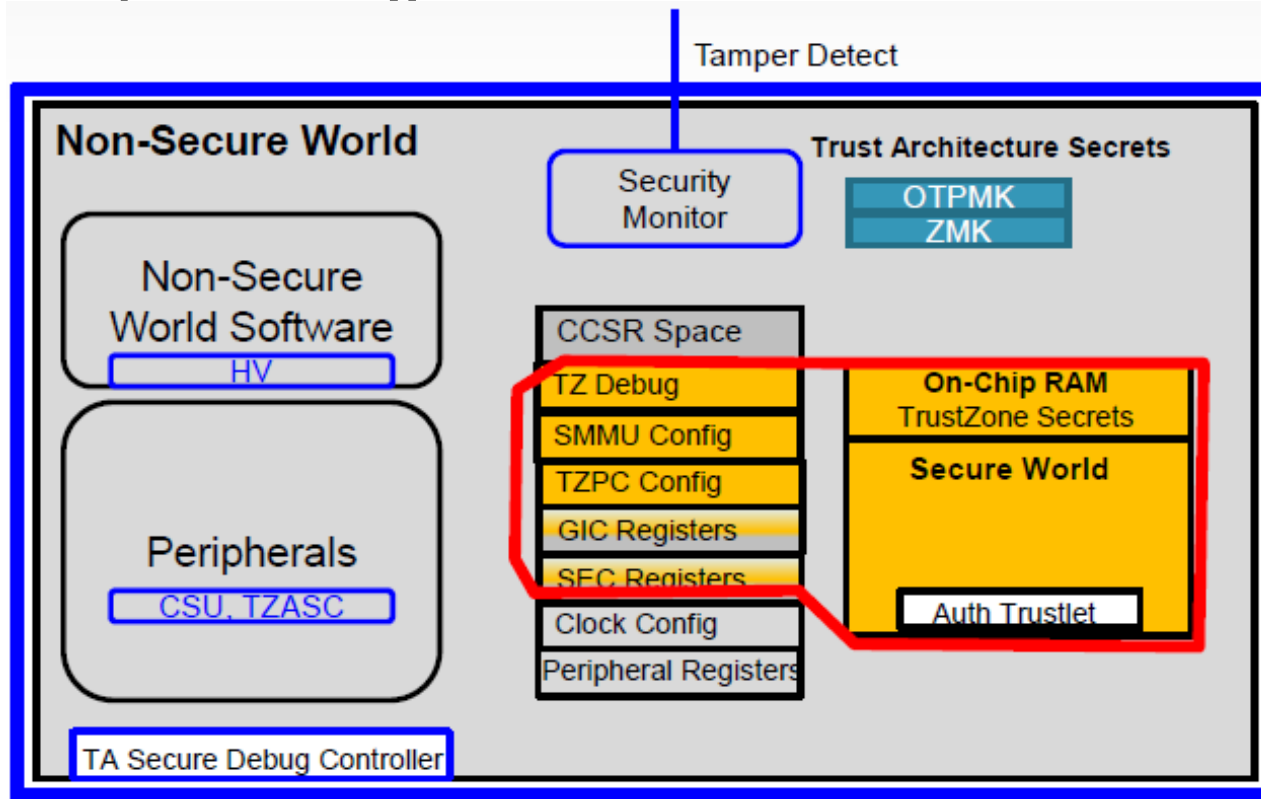 Tamper Detect
Non-Secure World
Security
Monitor
Trust Architecture Secrets
OTPMK
ZMK
Non-Secure
World Software
HV
CCSR Space
TZ Debug
SMMU Config
TZPC Config
GIC Registers
SEC Registers
Clock Config
Peripheral Registers
On-Chip RAM
TrustZone Secrets
Secure World
Auth Trustlet
Peripherals
CSU, TZASC
TA Secure Debug Controller